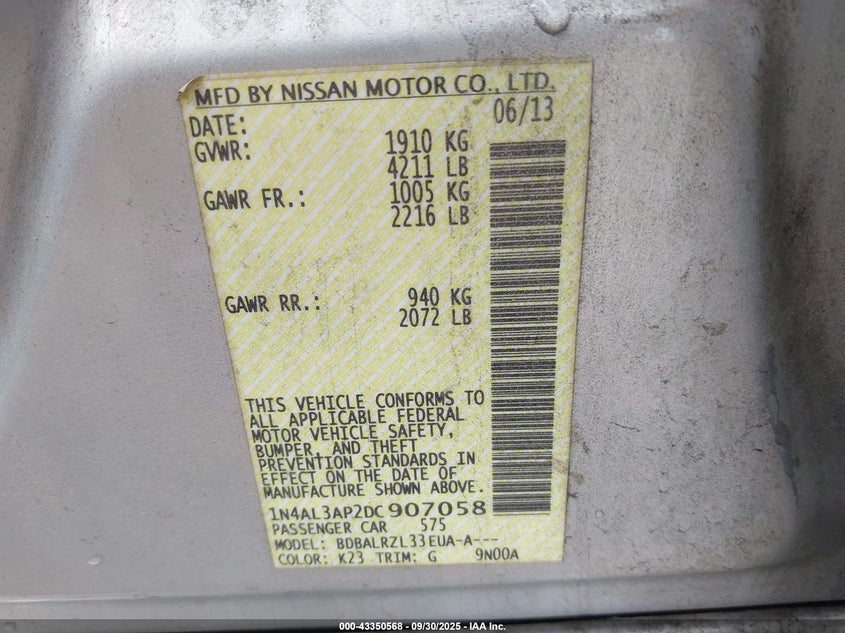 MFD BY NISSAN MOTOR CO., LTD.
DATE: 06/13
GVWR: 1910 KG
4211 LB
GAWR FR.: 1005 KG
2216 LB
GAWR RR.: 940 KG
2072 LB
THIS VEHICLE CONFORMS TO
ALL APPLICABLE FEDERAL
MOTOR VEHICLE SAFETY,
BUMPER, AND THEFT
PREVENTION STANDARDS IN
EFFECT ON THE DATE OF
MANUFACTURE SHOWN ABOVE.
1N4AL3AP2DC907058
PASSENGER CAR 575
MODEL: BDBALRZL33EUA-A---
COLOR: K23 TRIM: G 9N00A
000-43350568 - 09/30/2025 - IAA Inc.